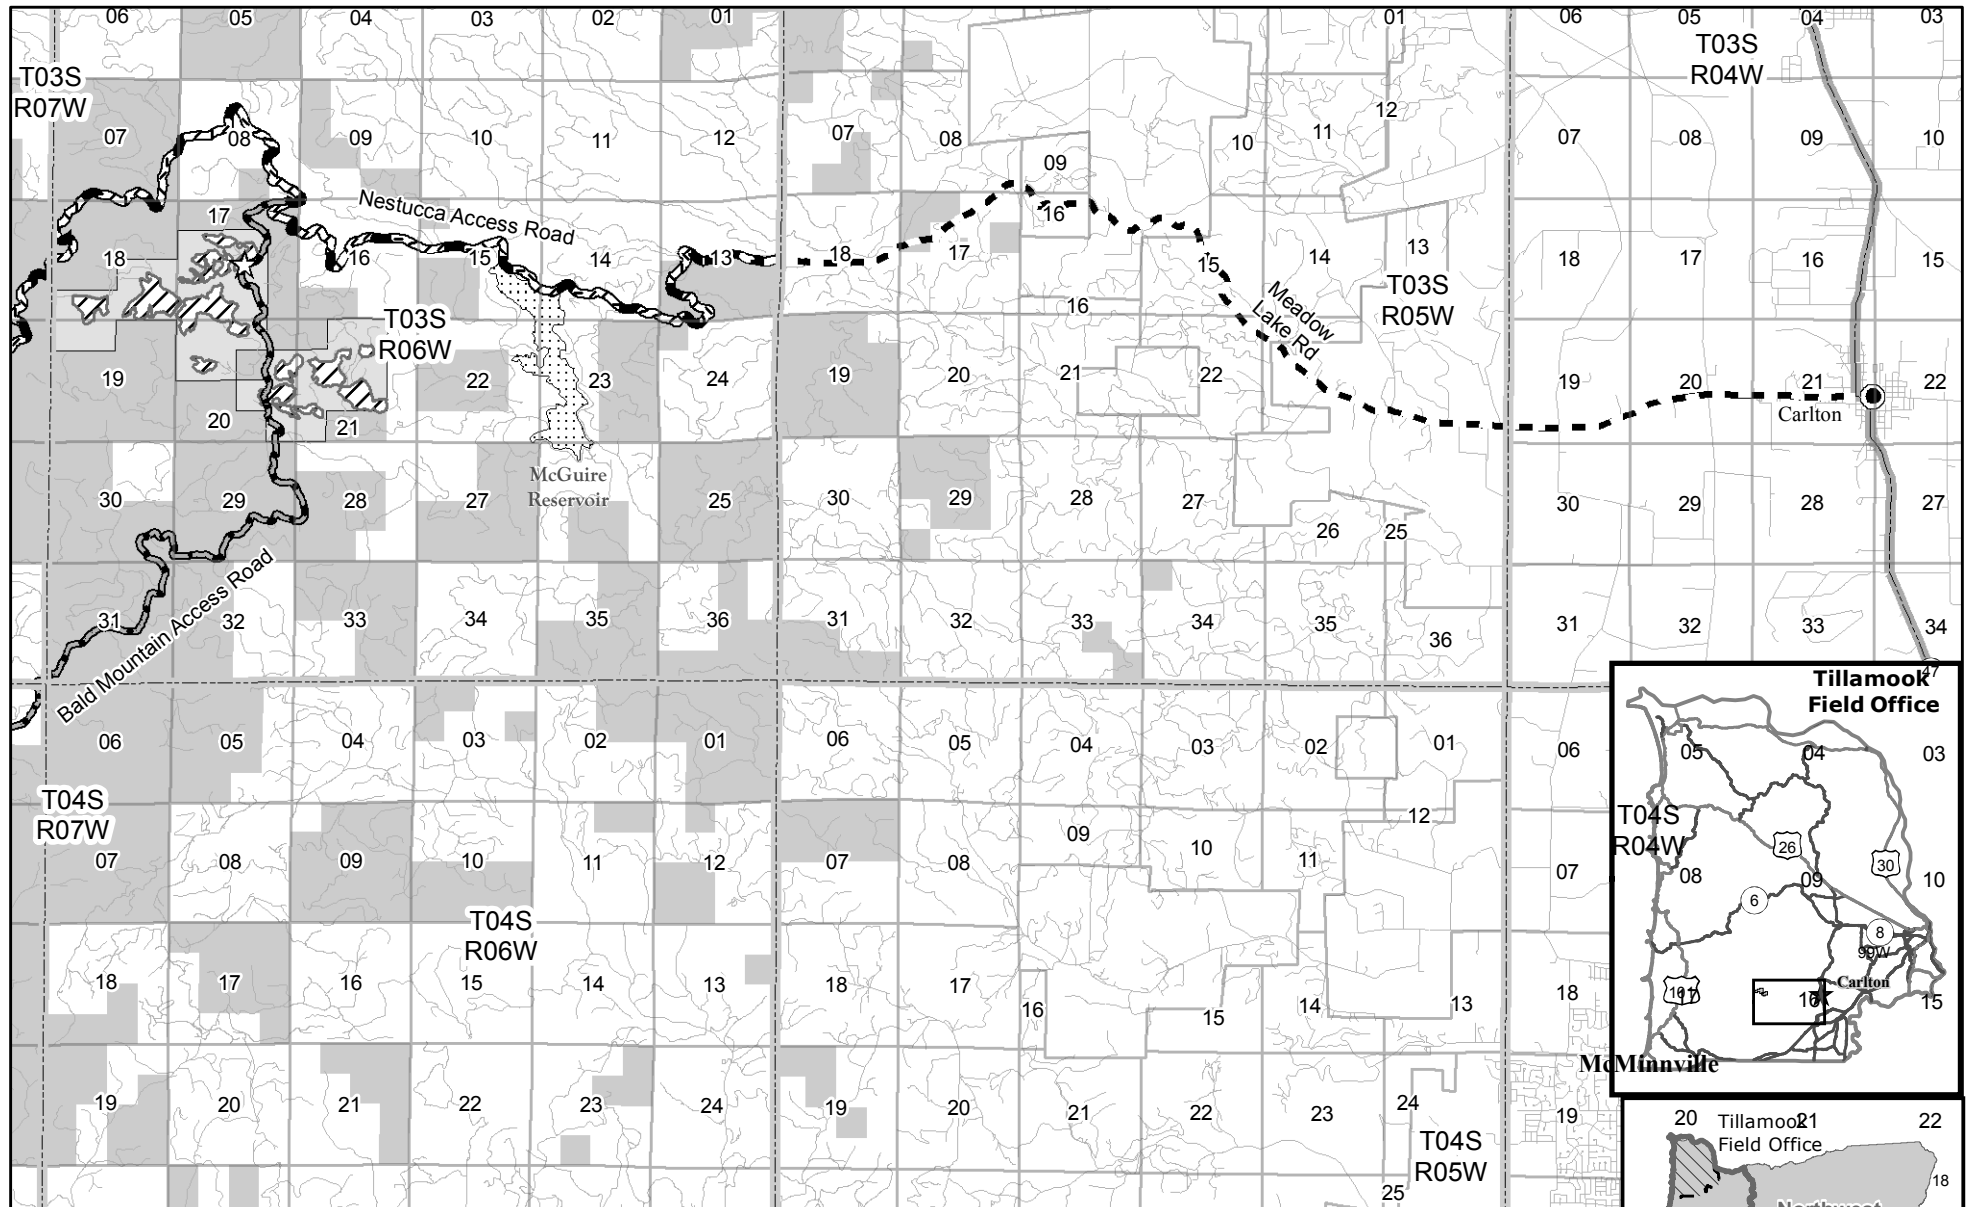 06 05 04 03 02 01 01 06 05 04 03
T03S
R04W
T03S
R07W
07 08 09 10 11 12 07 08 09 10 11 12 07 08 09 10
Nestucca Access Road
18 17 16 15 14 13 18 17 16 15 14 13 18 17 16 15
16
Meadow
Lake Rd
T03S
R05W
T03S
R06W
19 20 21 22 23 24 19 20 21 22 19 20 21 22
Carlton
McGuire
Reservoir
30 29 28 27 25 30 29 28 27 26 25 30 29 28 27
Bald Mountain Access Road
31 32 33 34 35 36 31 32 33 34 35 36 31 32 33 34
47
Tillamook
Field Office
06 05 04 03 02 01 06 05 04 03 02 01 06 05 04 03
T04S
R07W
T04S
R04W
26
30
07 08 09 10 11 12 07 08 09 10 11 12 07 08 09 10
6
8
99W
T04S
R06W
Carlton
18 17 16 15 14 13 18 17 16 15 14 13 18 16 15
McMinnville
19 20 21 22 23 24 19 20 21 22 23 24 19 20 21 22
Tillamook
Field Office
T04S
R05W
25
18
Northwest